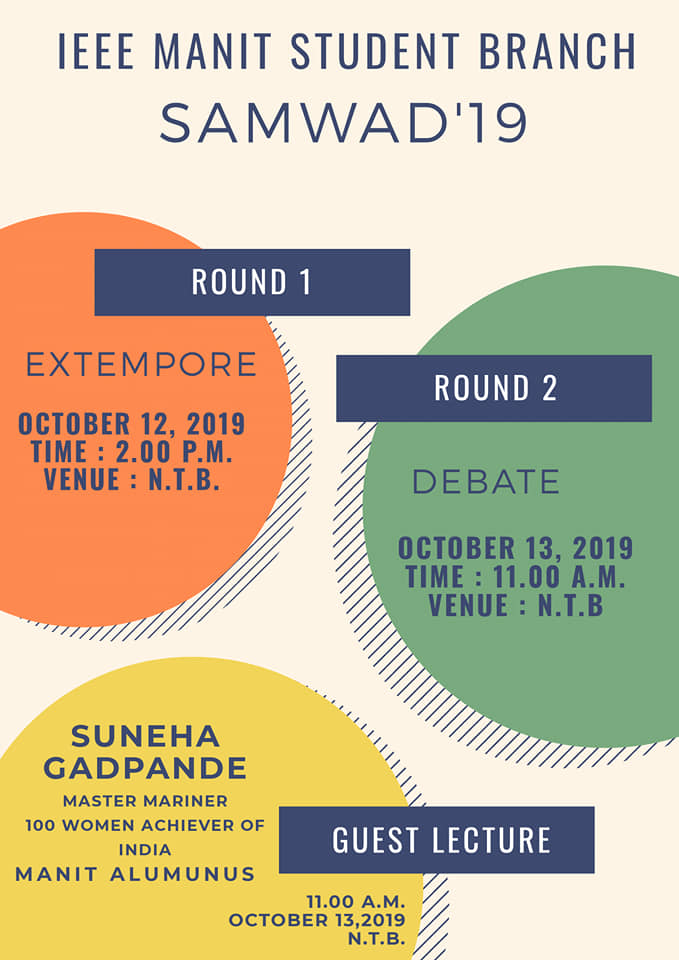 IEEE MANIT STUDENT BRANCH
SAMWAD'19
ROUND 1
EXTEMPORE
OCTOBER 12, 2019
TIME : 2.00 P.M.
VENUE : N.T.B.
ROUND 2
DEBATE
OCTOBER 13, 2019
TIME : 11.00 A.M.
VENUE : N.T.B
SUNEHA
GADPANDE
MASTER MARINER
100 WOMEN ACHIEVER OF
INDIA
MANIT ALUMUNUS
GUEST LECTURE
11.00 A.M.
OCTOBER 13,2019
N.T.B.